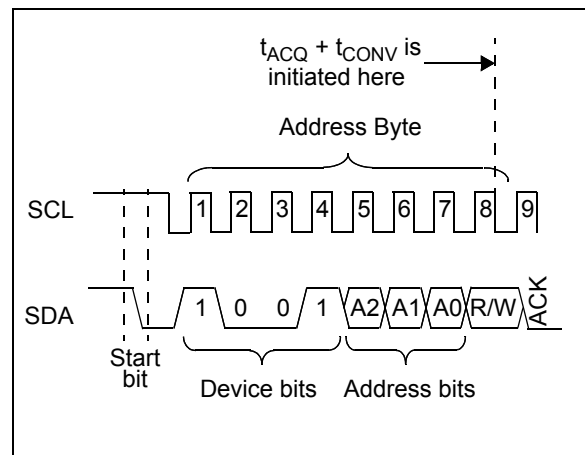 tACQ + tCONV is
initiated here
Address Byte
SCL 1 2 3 4 5 6 7 8 9
SDA 1 0 0 1 A2 A1 A0 R/W ACK
Start
bit
Device bits Address bits